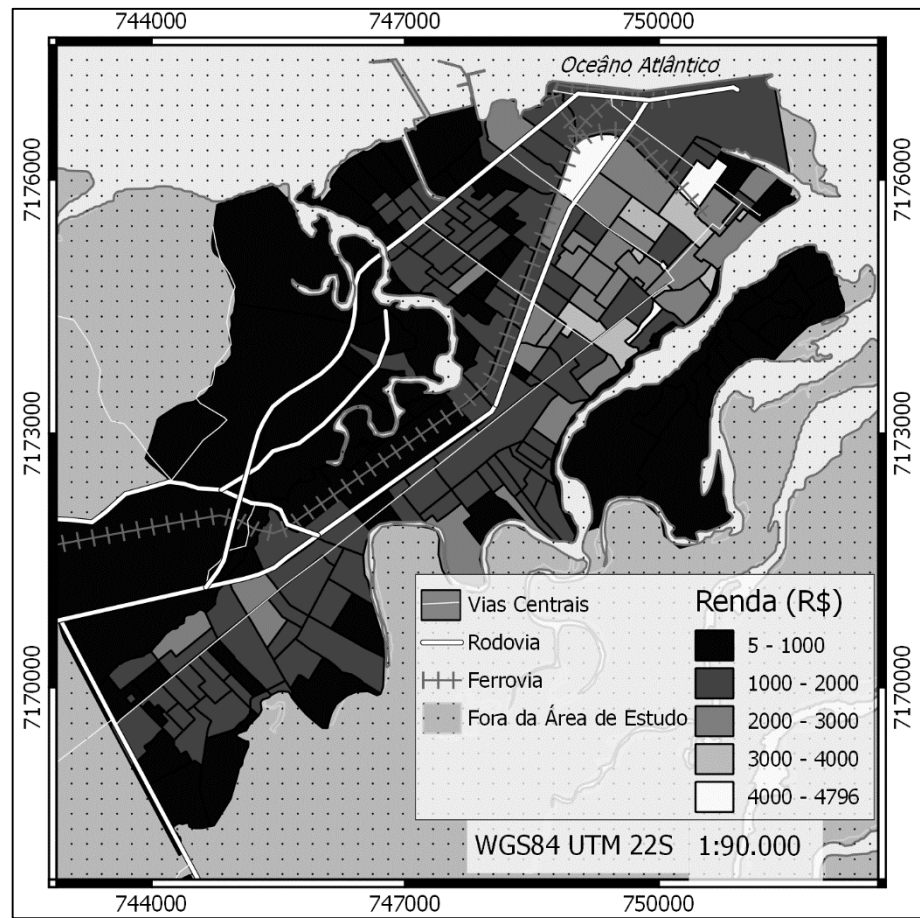 744000 747000 750000
Oceâno Atlântico
7176000 7176000
7173000 7173000
7170000 7170000
Vias Centrais
Rodovia
Ferrovia
Fora da Área de Estudo
Renda (R$)
5 - 1000
1000 - 2000
2000 - 3000
3000 - 4000
4000 - 4796
WGS84 UTM 22S 1:90.000
744000 747000 750000